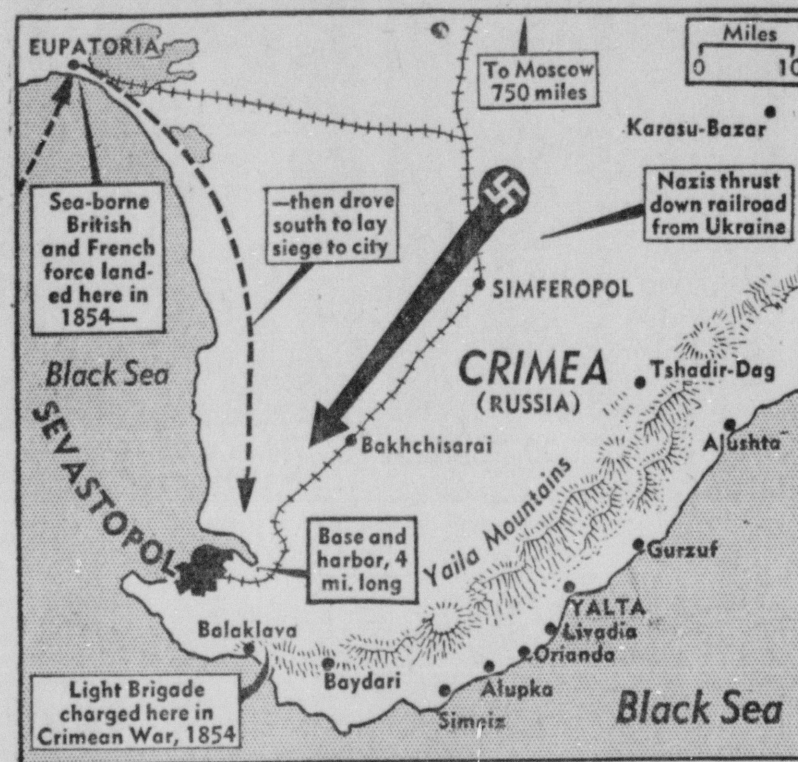 EUPATORIA
To Moscow
750 miles
Miles
0 10
Karasu-Bazar
Sea-borne
British
and French
force land-
ed here in
1854—
—then drove
south to lay
siege to city
Nazis thrust
down railroad
from Ukraine
SIMFEROPOL
Black Sea
CRIMEA
(RUSSIA)
Tshadir-Dag
SEVASTOPOL
Bakhchisarai
Alushta
Yaila Mountains
Base and
harbor, 4
mi. long
Gurzuf
YALTA
Livadia
Orianda
Balaklava
Baydari
Alupka
Simeiz
Light Brigade
charged here in
Crimean War, 1854
Black Sea